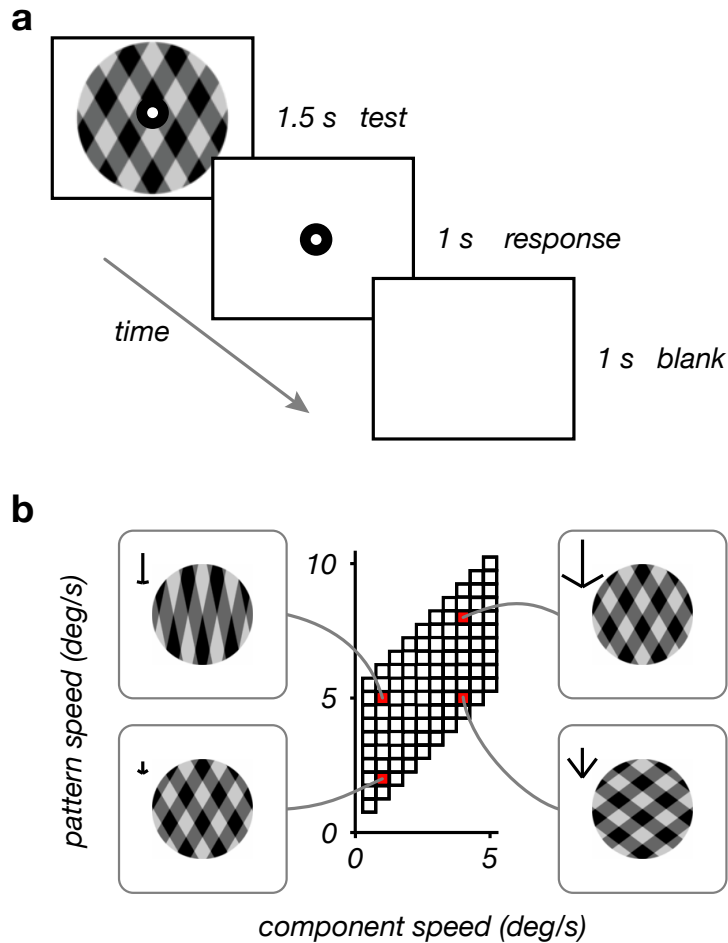 a
1.5 s test
1 s response
time
1 s blank
b
10
5
0
0
5
pattern speed (deg/s)
component speed (deg/s)